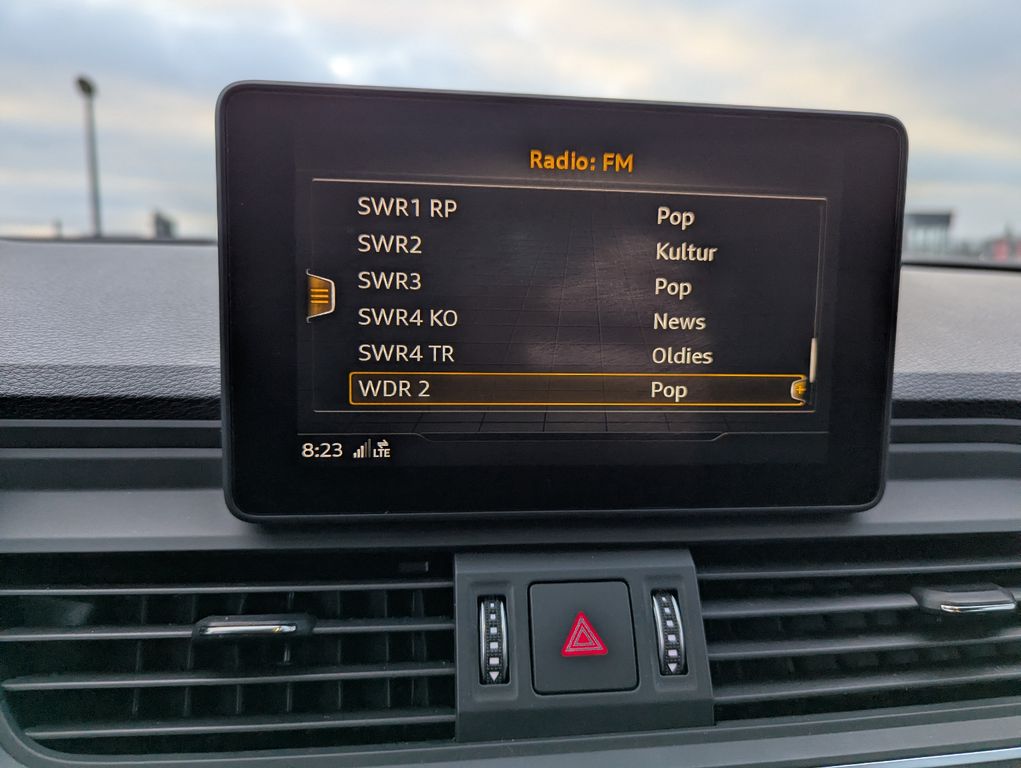 Radio: FM
SWR1 RP Pop
SWR2 Kultur
SWR3 Pop
SWR4 KO News
SWR4 TR Oldies
WDR 2 Pop
8:23 LTE